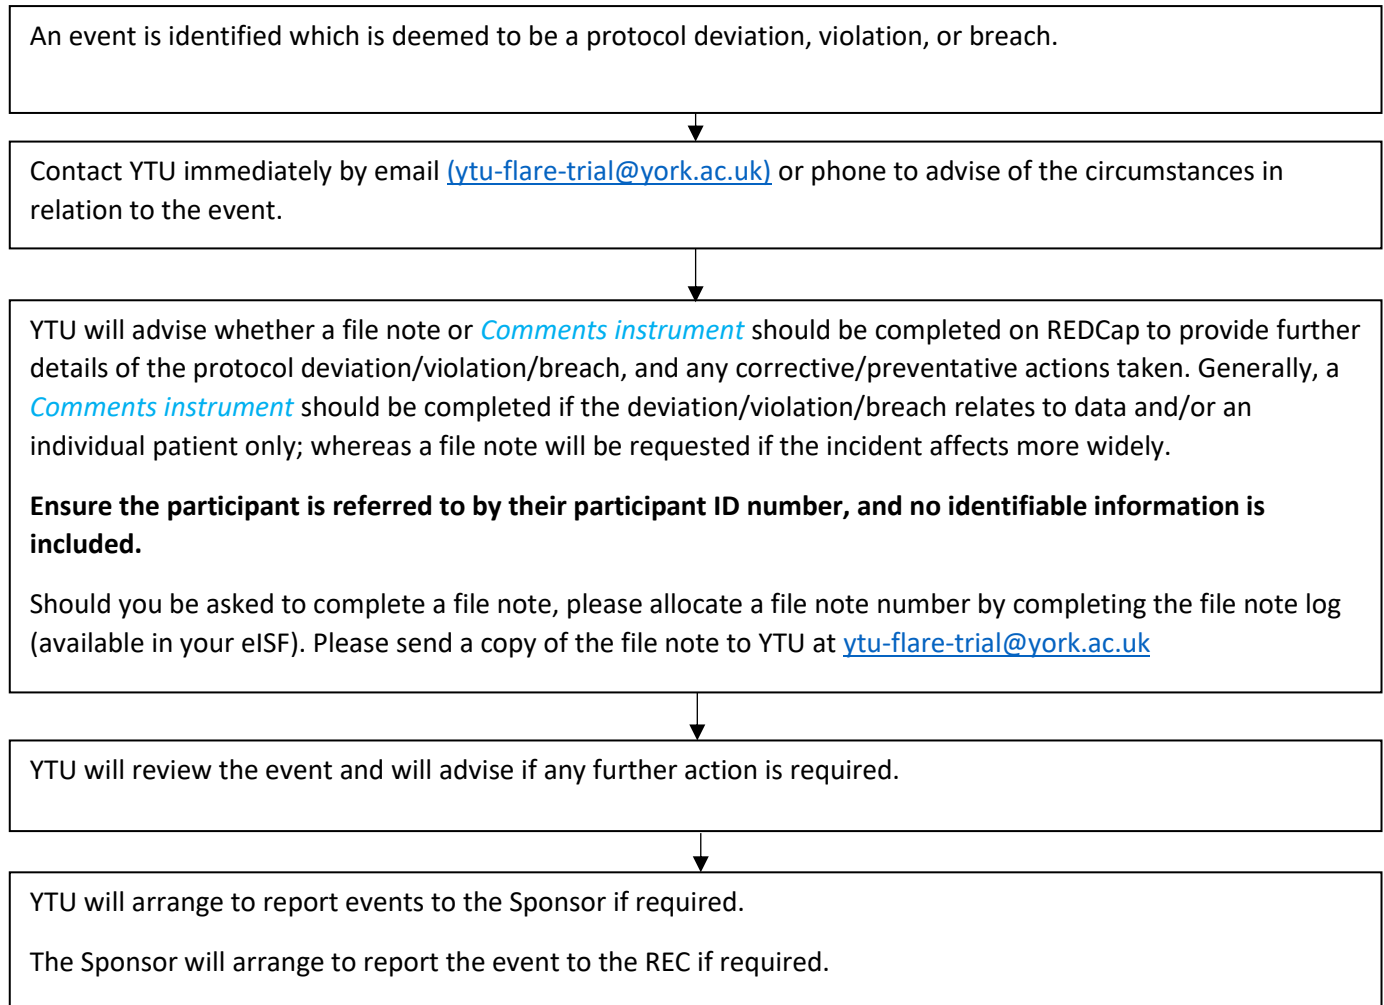 An event is identified which is deemed to be a protocol deviation, violation, or breach.
Contact YTU immediately by email (ytu-flare-trial@york.ac.uk) or phone to advise of the circumstances in
relation to the event.
YTU will advise whether a file note or Comments instrument should be completed on REDCap to provide further
details of the protocol deviation/violation/breach, and any corrective/preventative actions taken. Generally, a
Comments instrument should be completed if the deviation/violation/breach relates to data and/or an
individual patient only; whereas a file note will be requested if the incident affects more widely.
Ensure the participant is referred to by their participant ID number, and no identifiable information is
included.
Should you be asked to complete a file note, please allocate a file note number by completing the file note log
(available in your eISF). Please send a copy of the file note to YTU at ytu-flare-trial@york.ac.uk
YTU will review the event and will advise if any further action is required.
YTU will arrange to report events to the Sponsor if required.
The Sponsor will arrange to report the event to the REC if required.